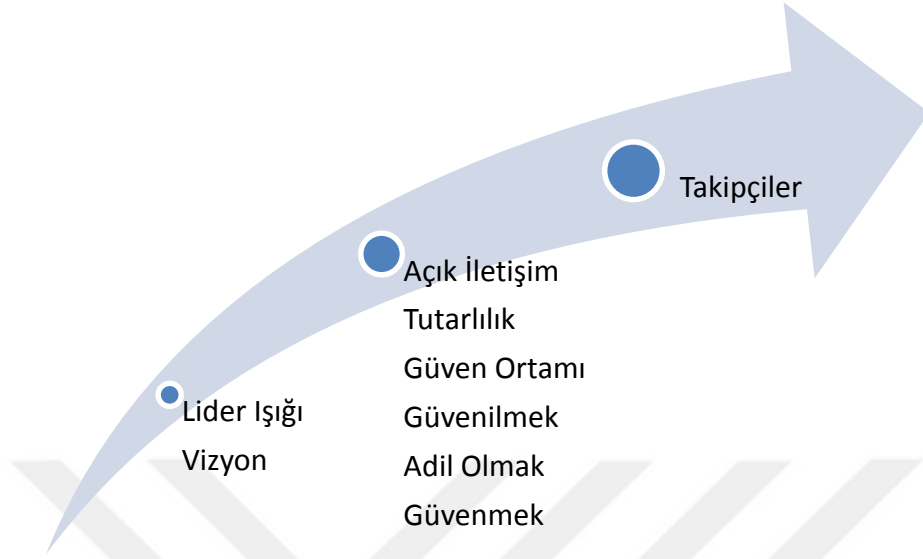 Takipçiler
Açık İletişim
Tutarlılık
Güven Ortamı
Güvenilmek
Adil Olmak
Güvenmek
Lider Işığı
Vizyon